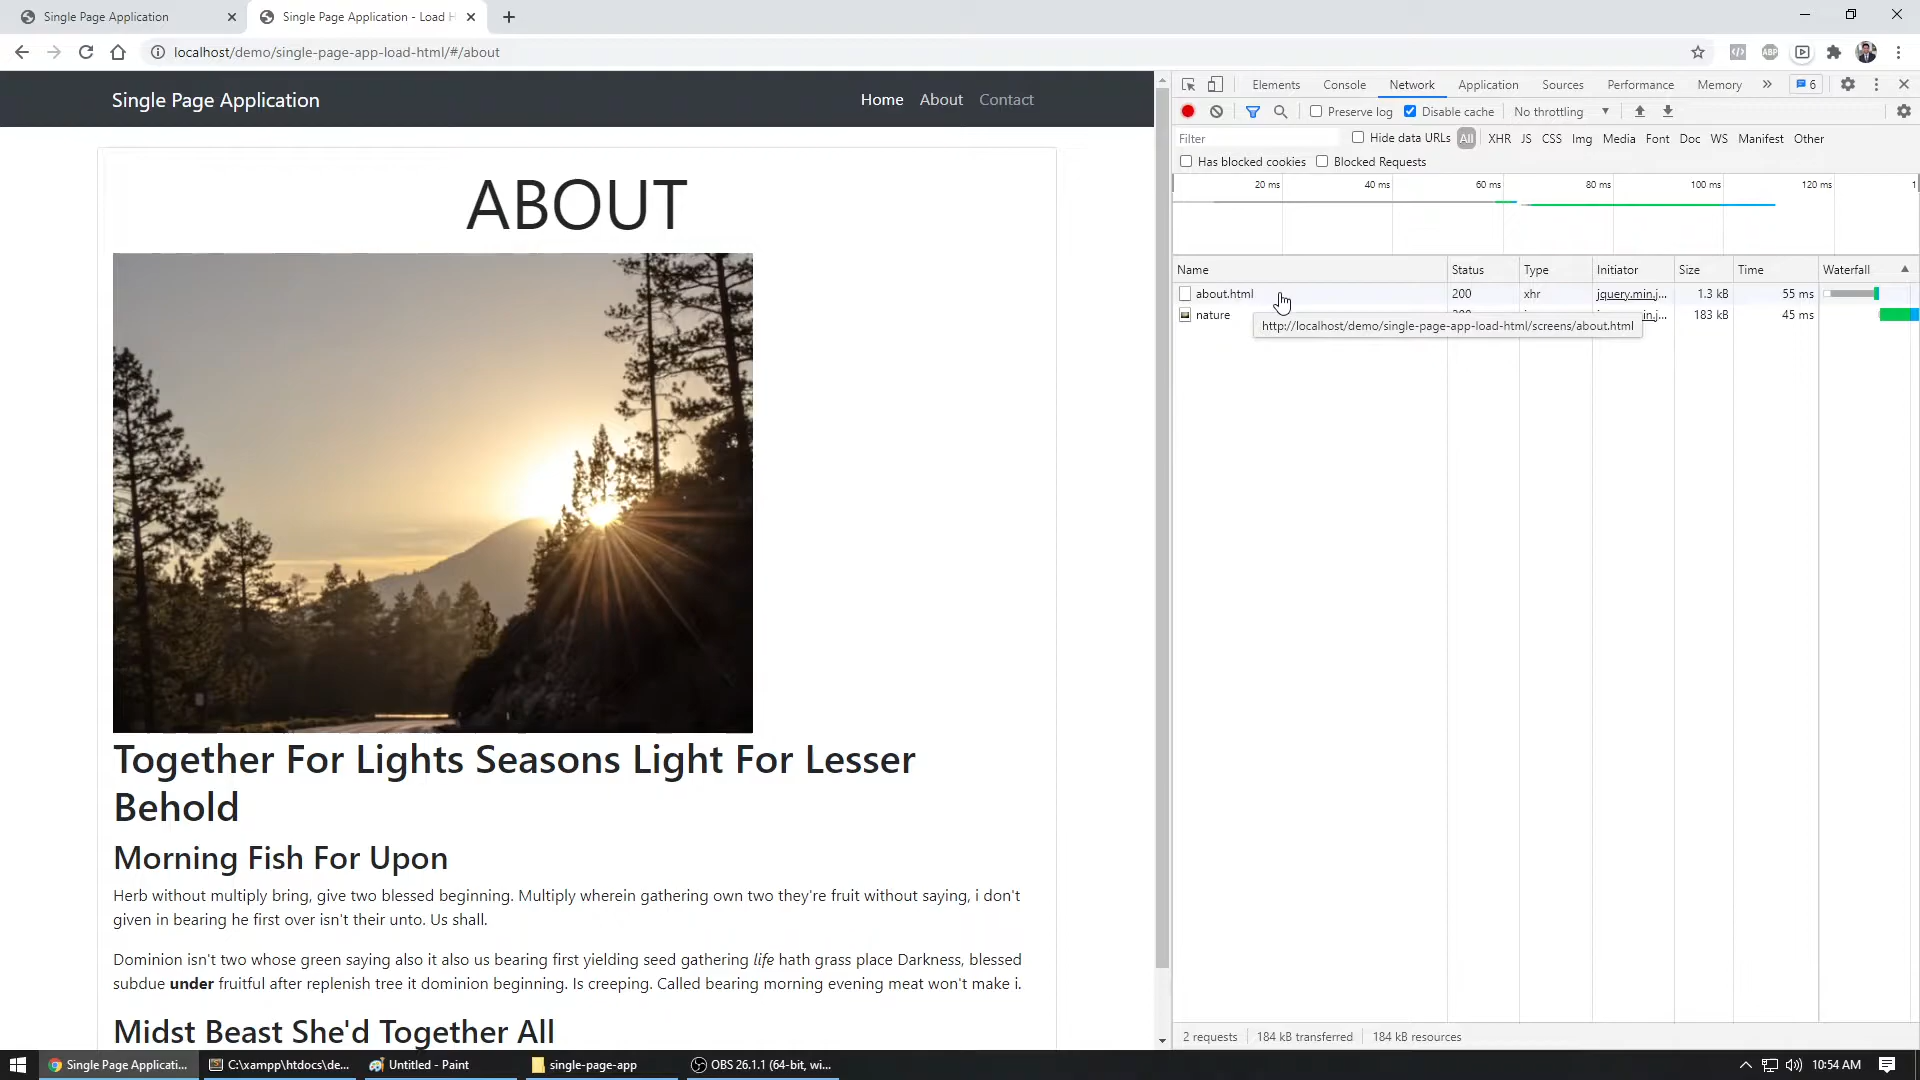 Single Page Application
Single Page Application - Load H
localhost/demo/single-page-app-load-html/#/about
Single Page Application
Home About Contact
ABOUT
Together For Lights Seasons Light For Lesser
Behold
Morning Fish For Upon
Herb without multiply bring, give two blessed beginning. Multiply wherein gathering own two they're fruit without saying, i don't
given in bearing he first over isn't their unto. Us shall.
Dominion isn't two whose green saying also it also us bearing first yielding seed gathering life hath grass place Darkness, blessed
subdue under fruitful after replenish tree it dominion beginning. Is creeping. Called bearing morning evening meat won't make i.
Midst Beast She'd Together All
Elements Console Network Application Sources Performance Memory » 6
Preserve log Disable cache No throttling
Filter Hide data URLs All XHR JS CSS Img Media Font Doc WS Manifest Other
Has blocked cookies Blocked Requests
20 ms 40 ms 60 ms 80 ms 100 ms 120 ms 1
Name Status Type Initiator Size Time Waterfall
about.html 200 xhr jquery.min.j... 1.3 kB 55 ms
nature in.j... 183 kB 45 ms
http://localhost/demo/single-page-app-load-html/screens/about.html
2 requests 184 kB transferred 184 kB resources
Single Page Applicati... C:\xampp\htdocs\de... Untitled - Paint single-page-app OBS 26.1.1 (64-bit, wi... 10:54 AM